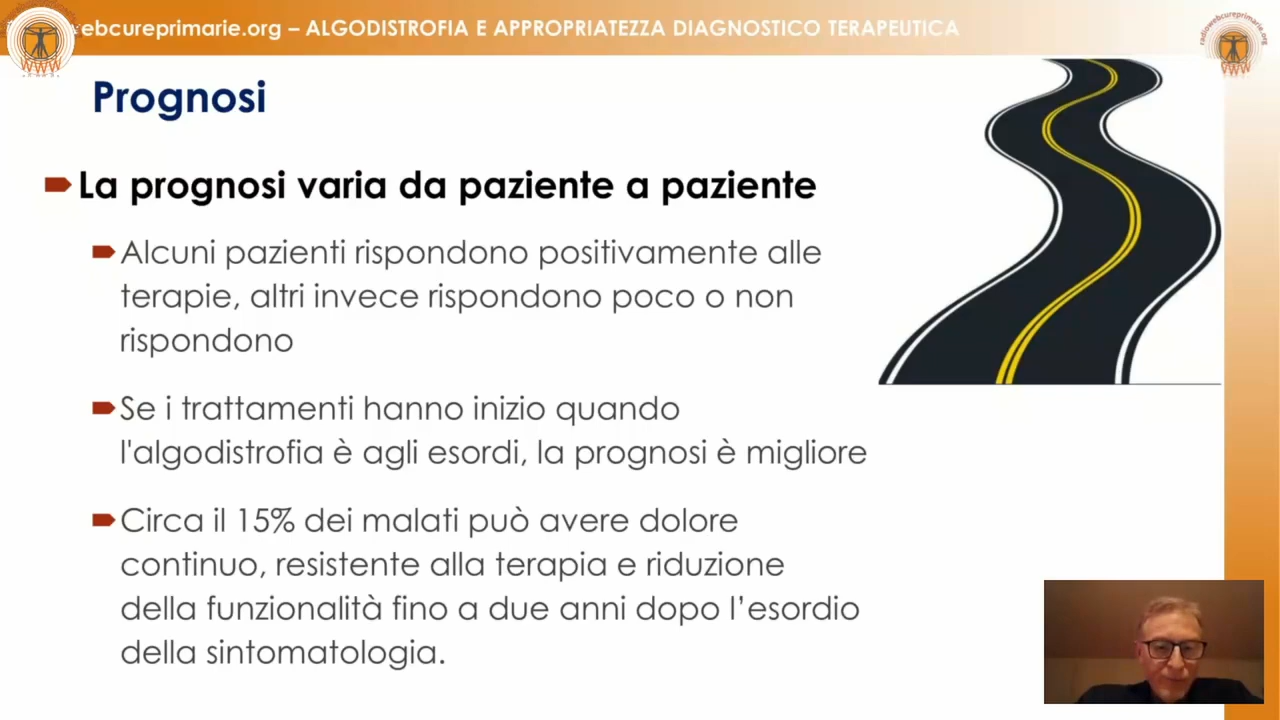 ebcureprimarie.org – ALGODISTROFIA E APPROPRIATEZZA DIAGNOSTICO TERAPEUTICA
Prognosi
La prognosi varia da paziente a paziente
Alcuni pazienti rispondono positivamente alle
terapie, altri invece rispondono poco o non
rispondono
Se i trattamenti hanno inizio quando
l'algodistrofia è agli esordi, la prognosi è migliore
Circa il 15% dei malati può avere dolore
continuo, resistente alla terapia e riduzione
della funzionalità fino a due anni dopo l’esordio
della sintomatologia.